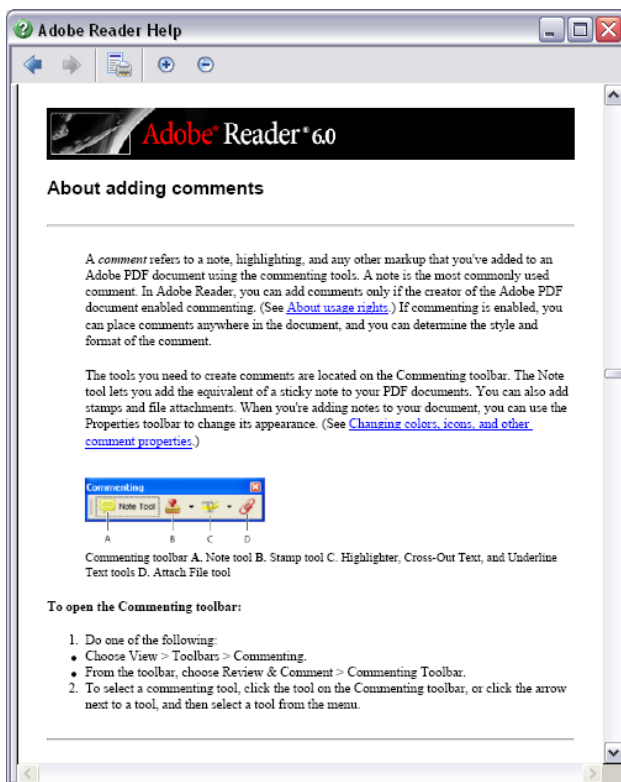 Adobe Reader Help
Adobe® Reader® 6.0
About adding comments
A comment refers to a note, highlighting, and any other markup that you've added to an
Adobe PDF document using the commenting tools. A note is the most commonly used
comment. In Adobe Reader, you can add comments only if the creator of the Adobe PDF
document enabled commenting. (See About usage rights.) If commenting is enabled, you
can place comments anywhere in the document, and you can determine the style and
format of the comment.
The tools you need to create comments are located on the Commenting toolbar. The Note
tool lets you add the equivalent of a sticky note to your PDF documents. You can also add
stamps and file attachments. When you're adding notes to your document, you can use the
Properties toolbar to change its appearance. (See Changing colors, icons, and other
comment properties.)
Commenting
Note Tool
A B C D
Commenting toolbar A. Note tool B. Stamp tool C. Highlighter, Cross-Out Text, and Underline
Text tools D. Attach File tool
To open the Commenting toolbar:
1. Do one of the following:
• Choose View > Toolbars > Commenting.
• From the toolbar, choose Review & Comment > Commenting Toolbar.
2. To select a commenting tool, click the tool on the Commenting toolbar, or click the arrow
next to a tool, and then select a tool from the menu.